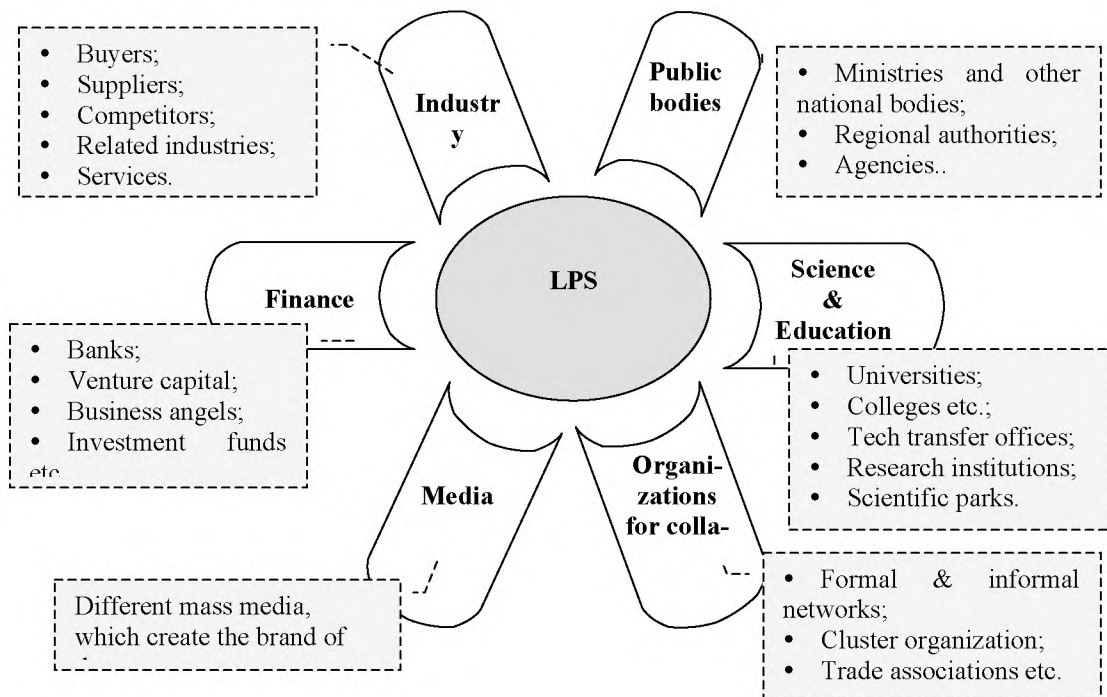 • Buyers;
• Suppliers;
• Competitors;
• Related industries;
• Services.
Industr
y
Public
bodies
• Ministries and other
national bodies;
• Regional authorities;
• Agencies..
Finance
LPS
Science
&
Education
• Banks;
• Venture capital;
• Business angels;
• Investment funds
etc
• Universities;
• Colleges etc.;
• Tech transfer offices;
• Research institutions;
• Scientific parks.
Media
Organi-
zations
for colla-
Different mass media,
which create the brand of
• Formal & informal
networks;
• Cluster organization;
• Trade associations etc.